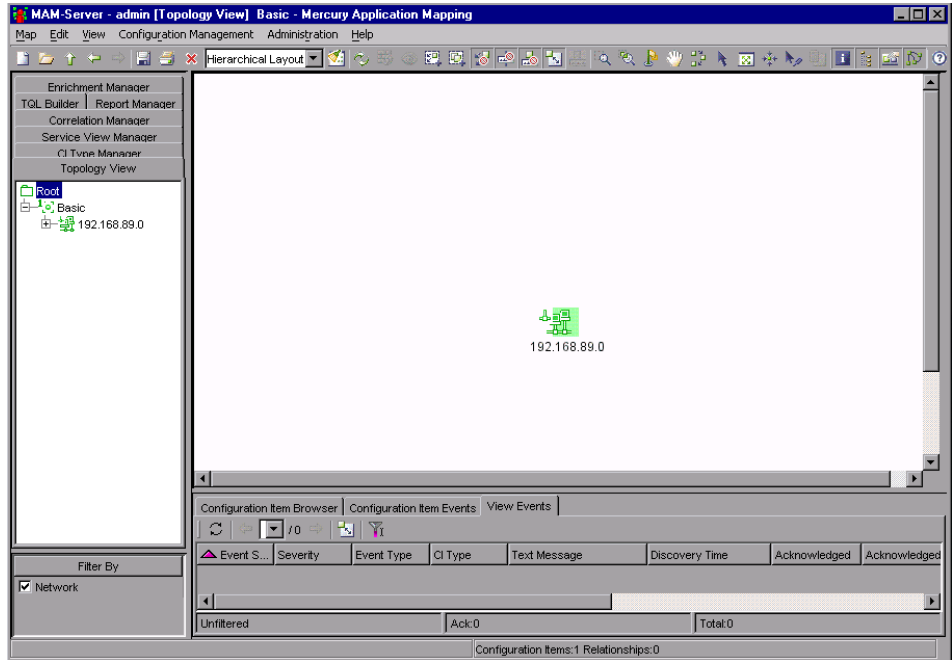 MAM-Server - admin [Topology View] Basic - Mercury Application Mapping
Map Edit View Configuration Management Administration Help
Hierarchical Layout
Enrichment Manager
TQL Builder Report Manager
Correlation Manager
Service View Manager
CI Type Manager
Topology View
Root
1 Basic
192.168.89.0
192.168.89.0
Configuration Item Browser Configuration Item Events View Events
/0
Event S... Severity Event Type CI Type Text Message Discovery Time Acknowledged Acknowledged
Filter By
Network
Unfiltered Ack:0 Total:0
Configuration Items:1 Relationships:0